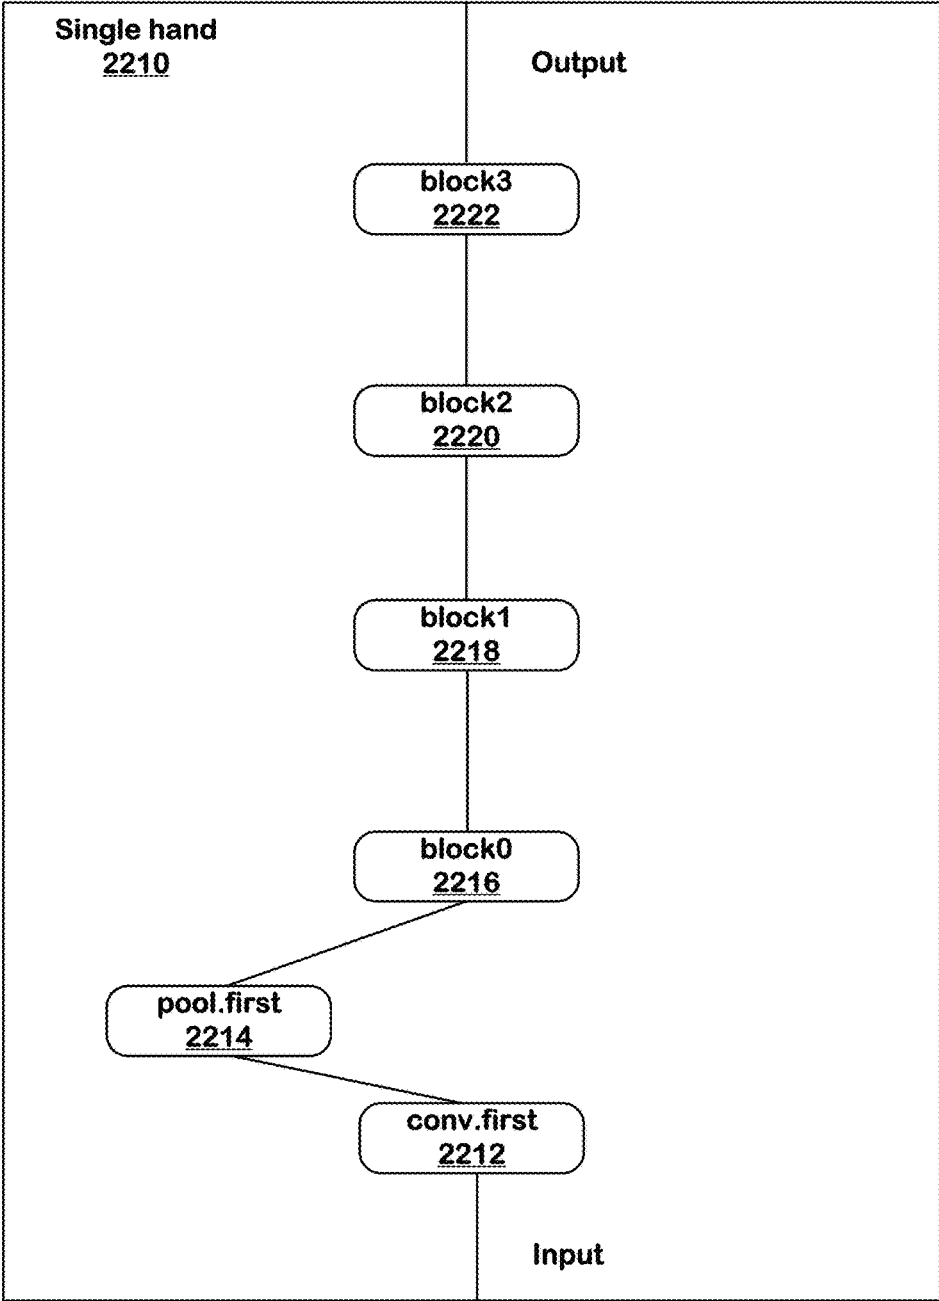 Single hand
2210
Output
block3
2222
block2
2220
block1
2218
block0
2216
pool.first
2214
conv.first
2212
Input